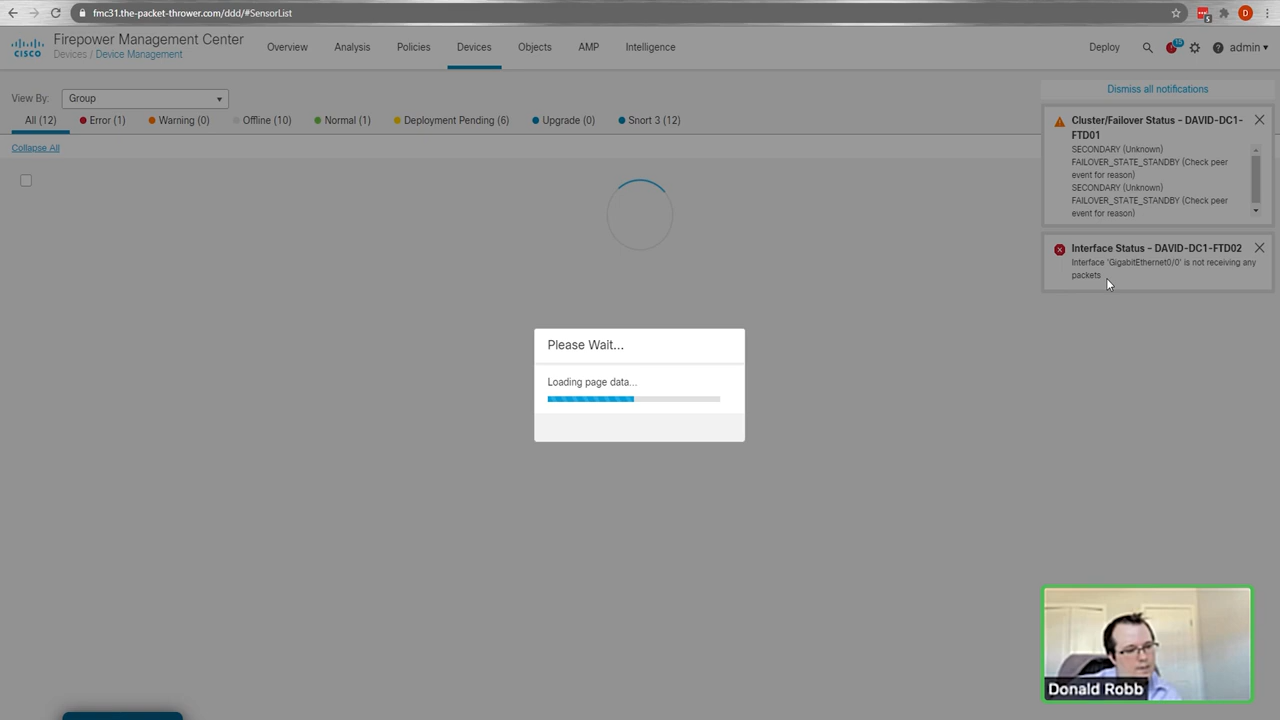 fmc31.the-packet-thrower.com/ddd/#SensorList
5
D
CISCO
Firepower Management Center
Devices / Device Management
Overview
Analysis
Policies
Devices
Objects
AMP
Intelligence
Deploy
admin
View By:
Group
All (12)
Error (1)
Warning (0)
Offline (10)
Normal (1)
Deployment Pending (6)
Upgrade (0)
Snort 3 (12)
Collapse All
Dismiss all notifications
Cluster/Failover Status - DAVID-DC1-
FTD01
SECONDARY (Unknown)
FAILOVER_STATE_STANDBY (Check peer
event for reason)
SECONDARY (Unknown)
FAILOVER_STATE_STANDBY (Check peer
event for reason)
Interface Status - DAVID-DC1-FTD02
Interface 'GigabitEthernet0/0' is not receiving any
packets
Please Wait...
Loading page data...
Donald Robb